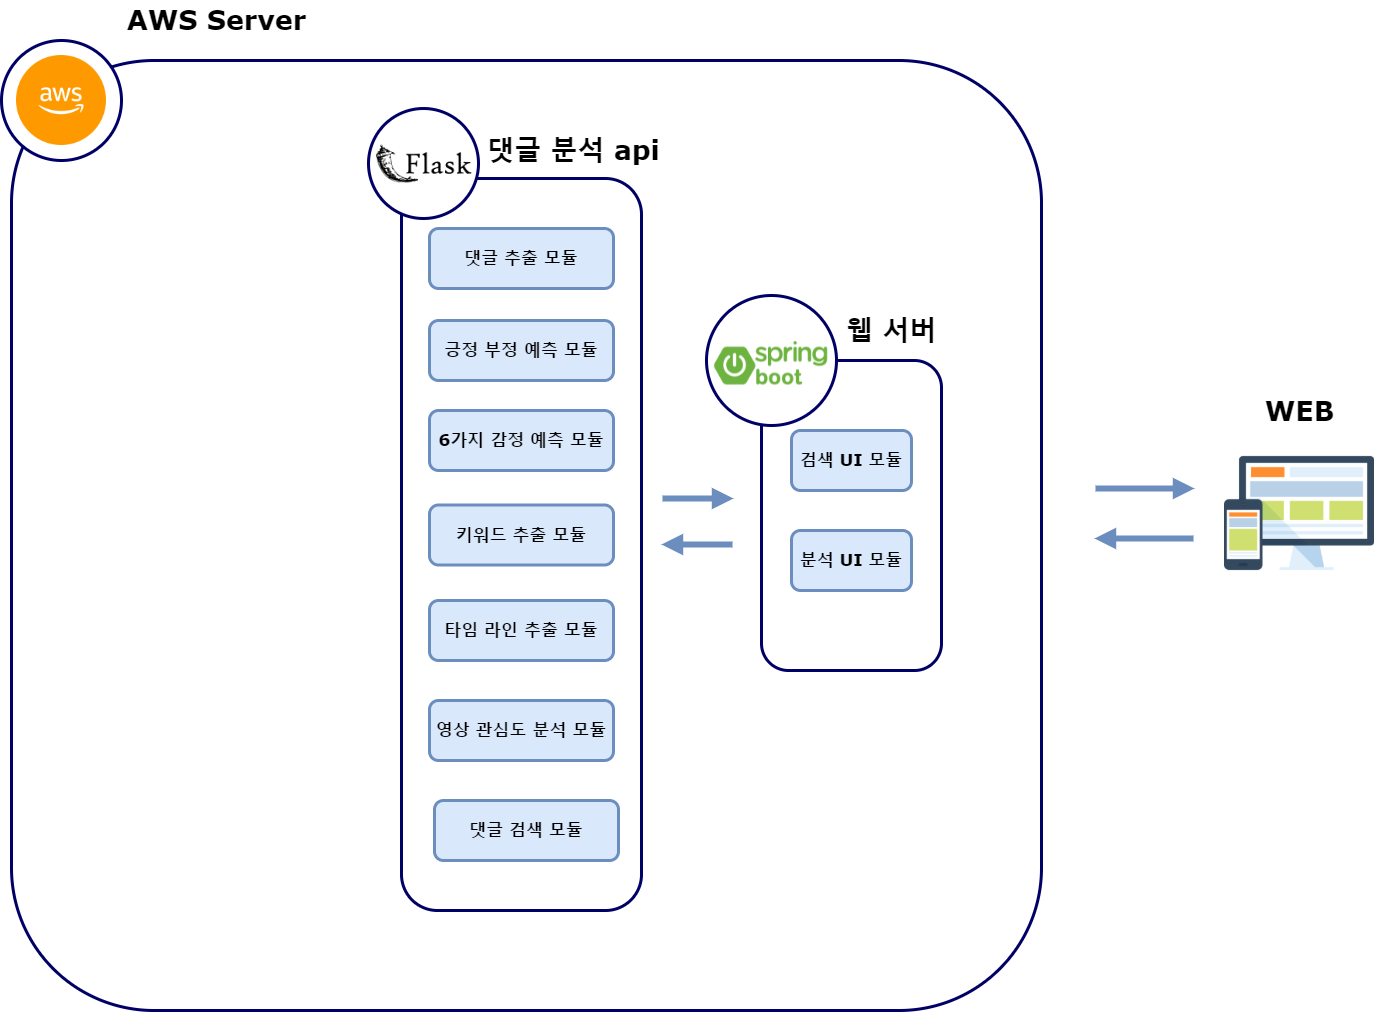 AWS Server
aws
Flask
댓글 분석 api
댓글 추출 모듈
긍정 부정 예측 모듈
6가지 감정 예측 모듈
키워드 추출 모듈
타임 라인 추출 모듈
영상 관심도 분석 모듈
댓글 검색 모듈
spring
boot
웹 서버
검색 UI 모듈
분석 UI 모듈
WEB